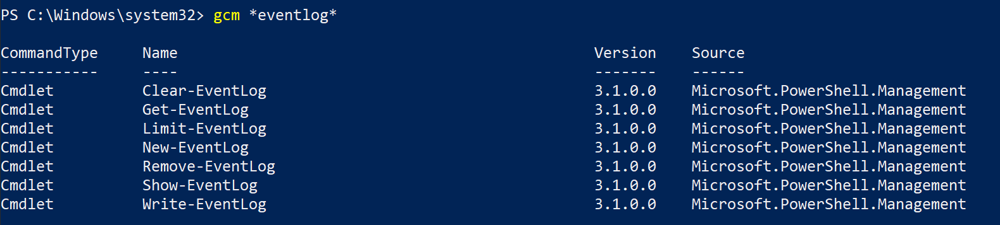 PS C:\Windows\system32> gcm *eventlog*
CommandType     Name                                               Version    Source
-----------     ----                                               -------    ------
Cmdlet          Clear-EventLog                                     3.1.0.0    Microsoft.PowerShell.Management
Cmdlet          Get-EventLog                                       3.1.0.0    Microsoft.PowerShell.Management
Cmdlet          Limit-EventLog                                     3.1.0.0    Microsoft.PowerShell.Management
Cmdlet          New-EventLog                                       3.1.0.0    Microsoft.PowerShell.Management
Cmdlet          Remove-EventLog                                    3.1.0.0    Microsoft.PowerShell.Management
Cmdlet          Show-EventLog                                      3.1.0.0    Microsoft.PowerShell.Management
Cmdlet          Write-EventLog                                     3.1.0.0    Microsoft.PowerShell.Management